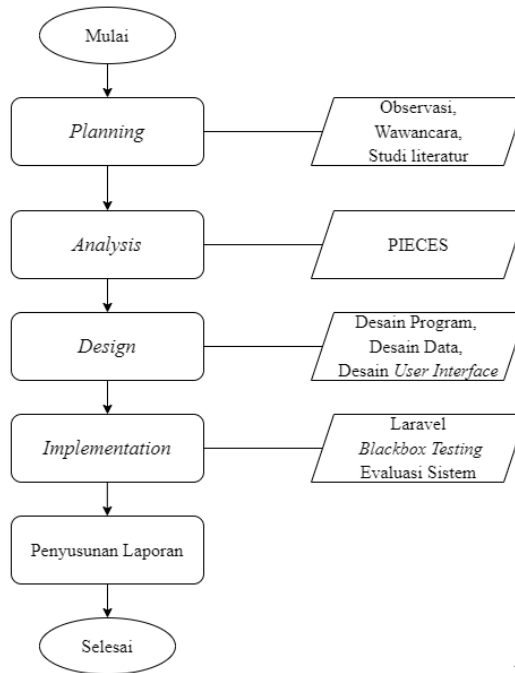 Mulai
Planning
Observasi,
Wawancara,
Studi literatur
Analysis
PIECES
Design
Desain Program,
Desain Data,
Desain User Interface
Implementation
Laravel
Blackbox Testing
Evaluasi Sistem
Penyusunan Laporan
Selesai